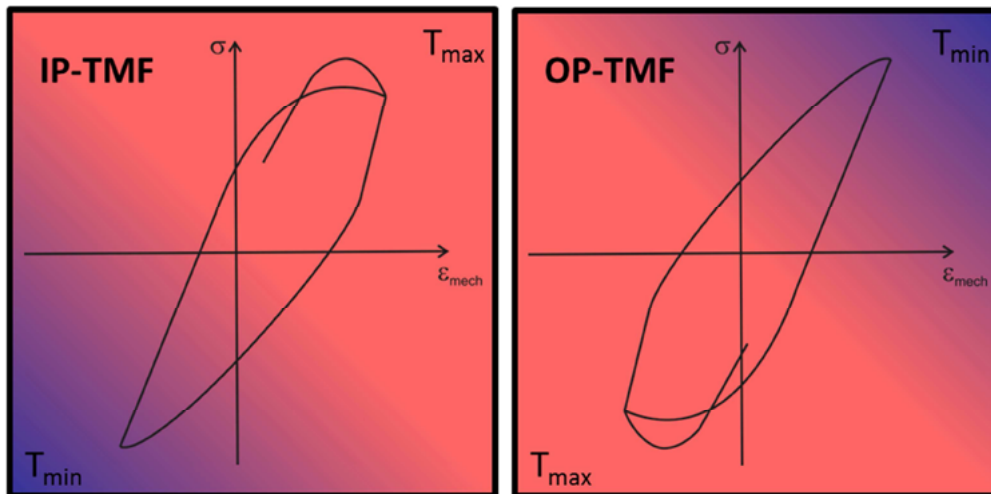 IP-TMF
σ
T_max
ε_mech
T_min
OP-TMF
σ
T_min
ε_mech
T_max